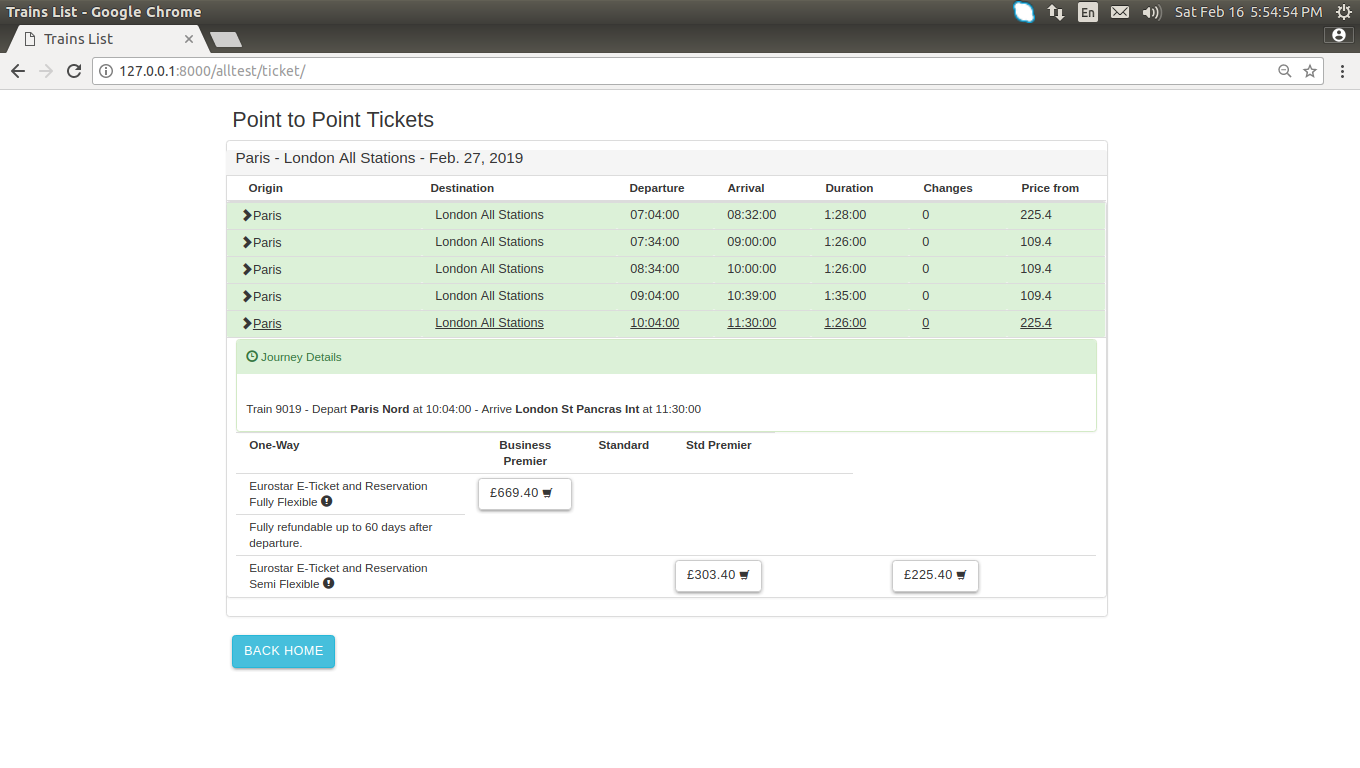 Trains List - Google Chrome
En
Sat Feb 16 5:54:54 PM
Trains List
127.0.0.1:8000/alltest/ticket/
Point to Point Tickets
Paris - London All Stations - Feb. 27, 2019
Origin Destination Departure Arrival Duration Changes Price from
Paris London All Stations 07:04:00 08:32:00 1:28:00 0 225.4
Paris London All Stations 07:34:00 09:00:00 1:26:00 0 109.4
Paris London All Stations 08:34:00 10:00:00 1:26:00 0 109.4
Paris London All Stations 09:04:00 10:39:00 1:35:00 0 109.4
Paris London All Stations 10:04:00 11:30:00 1:26:00 0 225.4
Journey Details
Train 9019 - Depart Paris Nord at 10:04:00 - Arrive London St Pancras Int at 11:30:00
One-Way
Business
Premier
Standard
Std Premier
Eurostar E-Ticket and Reservation
Fully Flexible
£669.40
Fully refundable up to 60 days after
departure.
Eurostar E-Ticket and Reservation
Semi Flexible
£303.40
£225.40
BACK HOME